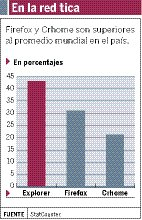 En la red tica
Firefox y Crhome son superiores
al promedio mundial en el país.
En porcentajes
45
40
35
30
25
20
15
10
5
0
Explorer Firefox Crhome
FUENTE StatCounter